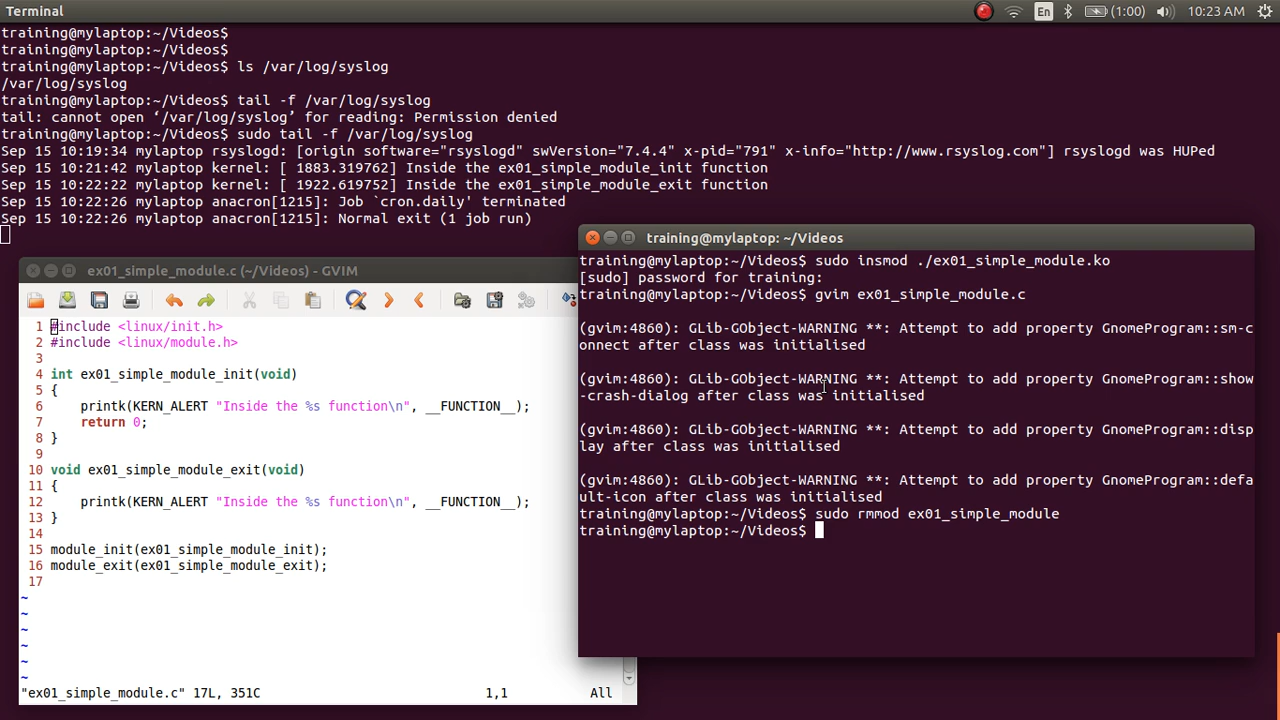 Terminal
En
(1:00)
10:23 AM
training@mylaptop:~/Videos$
training@mylaptop:~/Videos$
training@mylaptop:~/Videos$ ls /var/log/syslog
/var/log/syslog
training@mylaptop:~/Videos$ tail -f /var/log/syslog
tail: cannot open ‘/var/log/syslog’ for reading: Permission denied
training@mylaptop:~/Videos$ sudo tail -f /var/log/syslog
Sep 15 10:19:34 mylaptop rsyslogd: [origin software="rsyslogd" swVersion="7.4.4" x-pid="791" x-info="http://www.rsyslog.com"] rsyslogd was HUPed
Sep 15 10:21:42 mylaptop kernel: [ 1883.319762] Inside the ex01_simple_module_init function
Sep 15 10:22:22 mylaptop kernel: [ 1922.619752] Inside the ex01_simple_module_exit function
Sep 15 10:22:26 mylaptop anacron[1215]: Job `cron.daily' terminated
Sep 15 10:22:26 mylaptop anacron[1215]: Normal exit (1 job run)
ex01_simple_module.c (~/Videos) - GVIM
1 #include <linux/init.h>
2 #include <linux/module.h>
3
4 int ex01_simple_module_init(void)
5 {
6     printk(KERN_ALERT "Inside the %s function\n", __FUNCTION__);
7     return 0;
8 }
9
10 void ex01_simple_module_exit(void)
11 {
12     printk(KERN_ALERT "Inside the %s function\n", __FUNCTION__);
13 }
14
15 module_init(ex01_simple_module_init);
16 module_exit(ex01_simple_module_exit);
17
~
~
~
~
~
~
"ex01_simple_module.c" 17L, 351C 1,1 All
training@mylaptop: ~/Videos
training@mylaptop:~/Videos$ sudo insmod ./ex01_simple_module.ko
[sudo] password for training:
training@mylaptop:~/Videos$ gvim ex01_simple_module.c
(gvim:4860): GLib-GObject-WARNING **: Attempt to add property GnomeProgram::sm-c
onnect after class was initialised
(gvim:4860): GLib-GObject-WARNING **: Attempt to add property GnomeProgram::show
-crash-dialog after class was initialised
(gvim:4860): GLib-GObject-WARNING **: Attempt to add property GnomeProgram::disp
lay after class was initialised
(gvim:4860): GLib-GObject-WARNING **: Attempt to add property GnomeProgram::defa
ult-icon after class was initialised
training@mylaptop:~/Videos$ sudo rmmod ex01_simple_module
training@mylaptop:~/Videos$